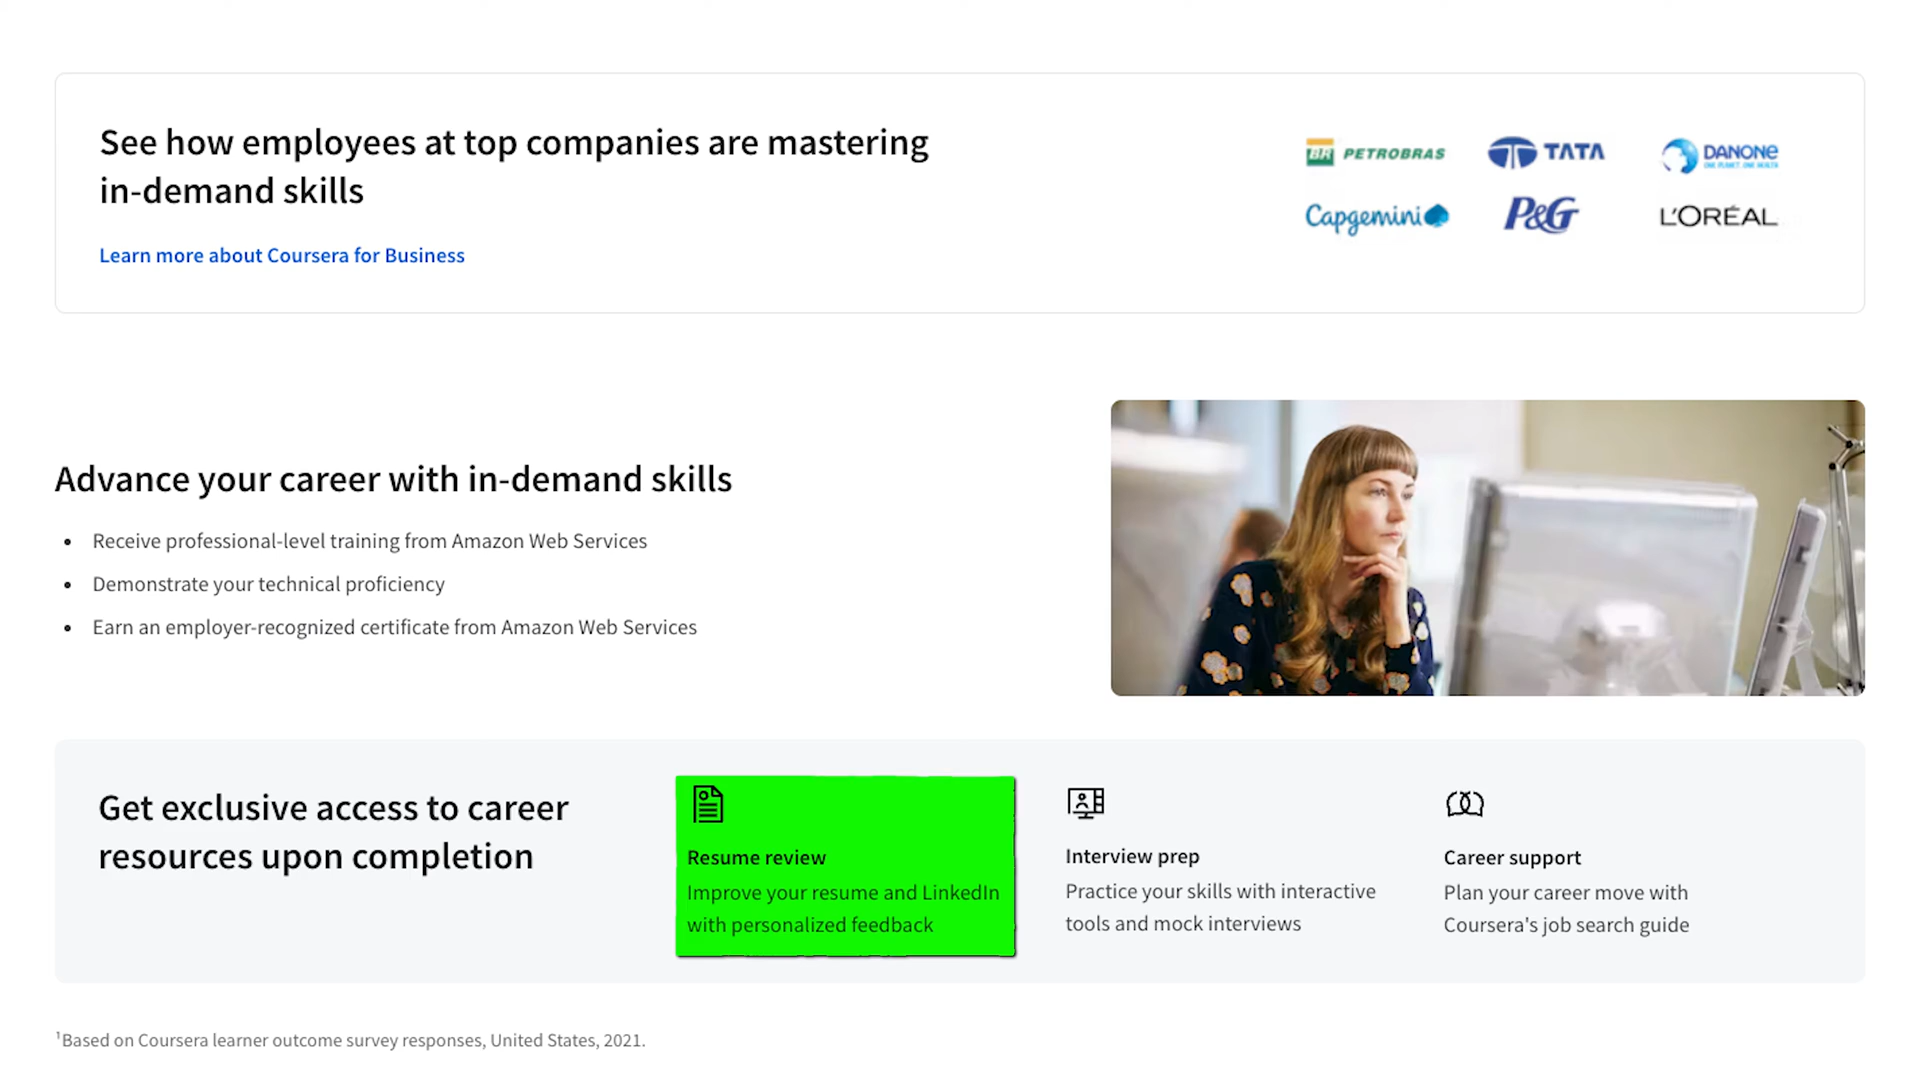 See how employees at top companies are mastering
in-demand skills
Learn more about Coursera for Business
BR PETROBRAS
TATA
DANONE
ONE PLANET. ONE HEALTH
Capgemini
P&G
L'ORÉAL
Advance your career with in-demand skills
Receive professional-level training from Amazon Web Services
Demonstrate your technical proficiency
Earn an employer-recognized certificate from Amazon Web Services
Get exclusive access to career
resources upon completion
Resume review
Improve your resume and LinkedIn
with personalized feedback
Interview prep
Practice your skills with interactive
tools and mock interviews
Career support
Plan your career move with
Coursera's job search guide
¹Based on Coursera learner outcome survey responses, United States, 2021.